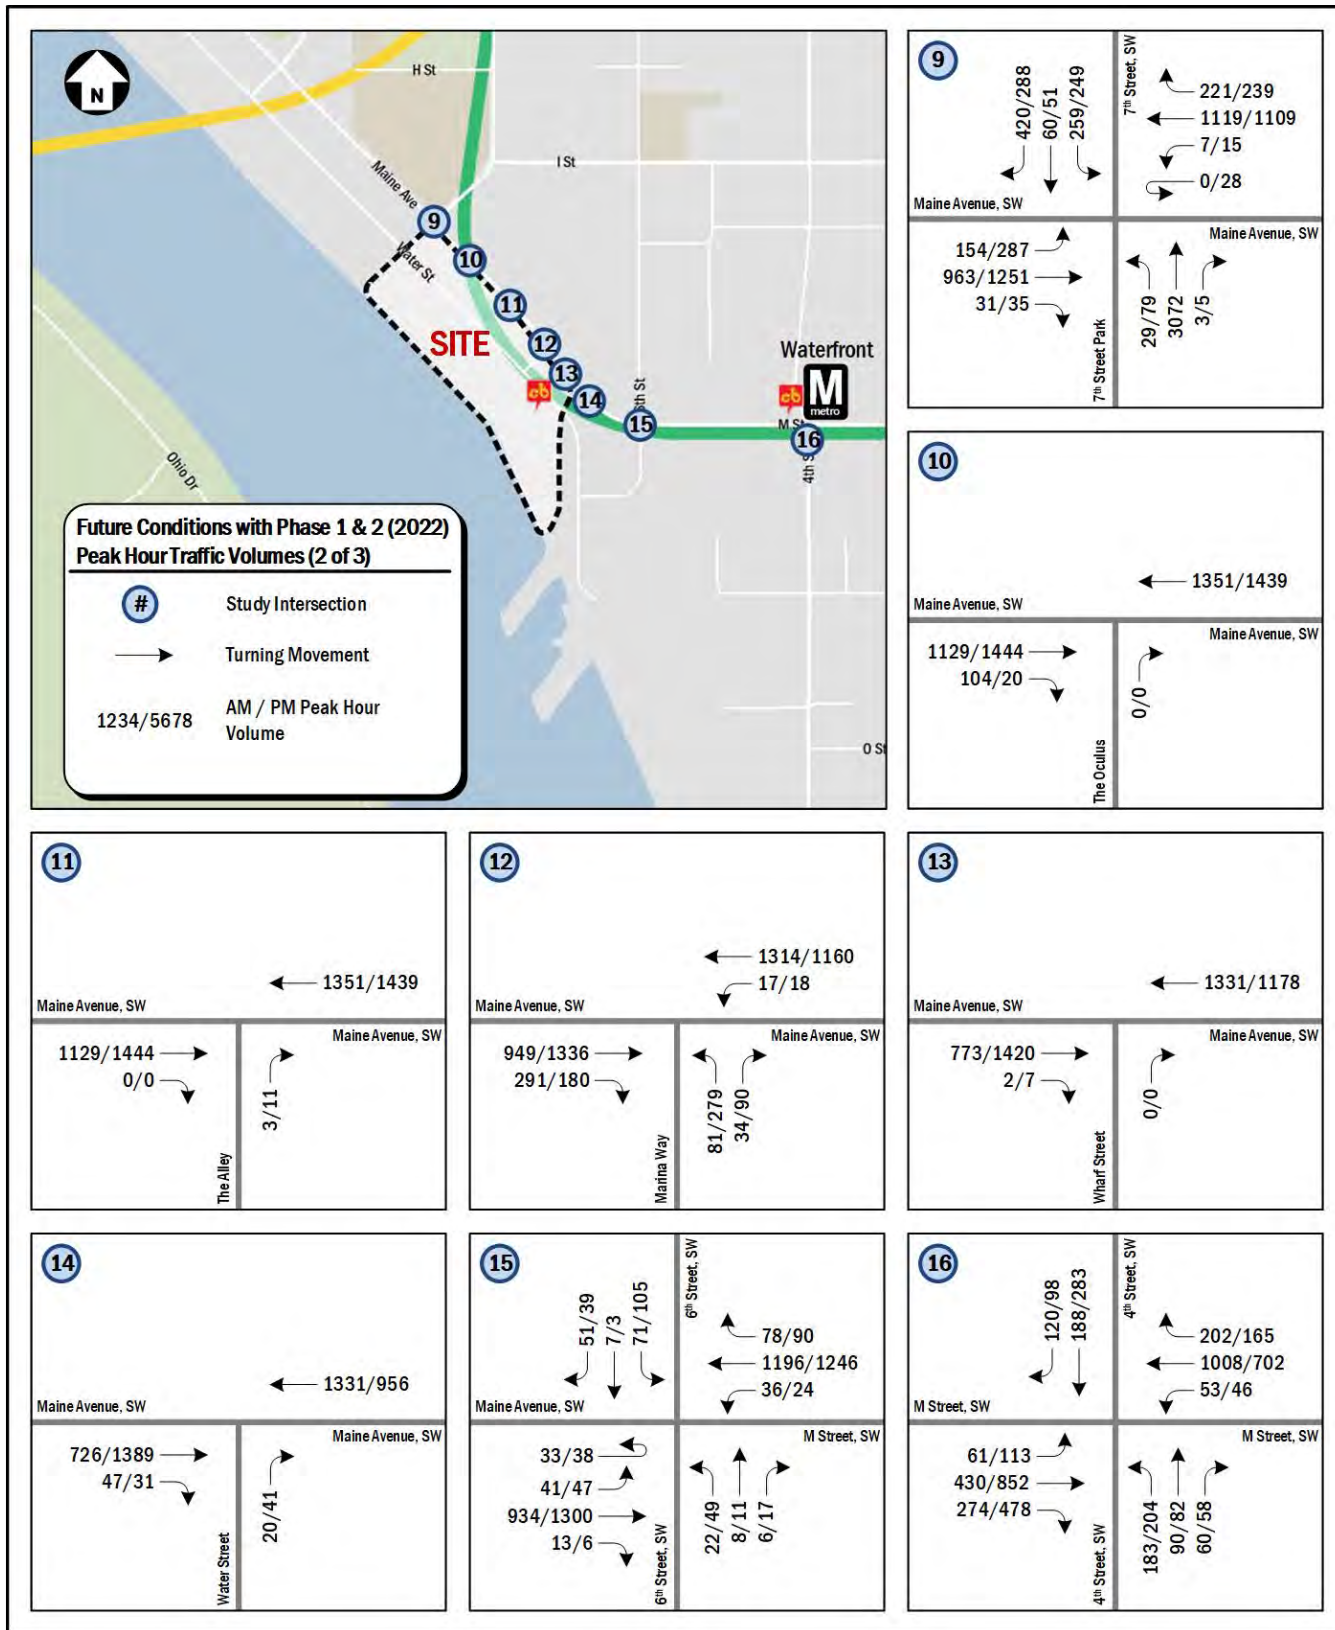 N
H St
I St
Maine Ave
Water St
9
10
11
12
13
14
15
16
SITE
cb
Waterfront
cb
M
metro
M St
4th S
Ohio Dr
O St
Future Conditions with Phase 1 & 2 (2022)
Peak Hour Traffic Volumes (2 of 3)
# Study Intersection
Turning Movement
1234/5678 AM / PM Peak Hour
Volume
9
420/288
60/51
259/249
7th Street, SW
221/239
1119/1109
7/15
0/28
Maine Avenue, SW
Maine Avenue, SW
154/287
963/1251
31/35
7th Street Park
29/79
3072
3/5
10
1351/1439
Maine Avenue, SW
Maine Avenue, SW
1129/1444
104/20
The Oculus
0/0
11
1351/1439
Maine Avenue, SW
Maine Avenue, SW
1129/1444
0/0
The Alley
3/11
12
1314/1160
17/18
Maine Avenue, SW
Maine Avenue, SW
949/1336
291/180
Marina Way
81/279
34/90
13
1331/1178
Maine Avenue, SW
Maine Avenue, SW
773/1420
2/7
Wharf Street
0/0
14
1331/956
Maine Avenue, SW
Maine Avenue, SW
726/1389
47/31
Water Street
20/41
15
51/39
7/3
71/105
6th Street, SW
78/90
1196/1246
36/24
Maine Avenue, SW
M Street, SW
33/38
41/47
934/1300
13/6
6th Street, SW
22/49
8/11
6/17
16
120/98
188/283
4th Street, SW
202/165
1008/702
53/46
M Street, SW
M Street, SW
61/113
430/852
274/478
4th Street, SW
183/204
90/82
60/58